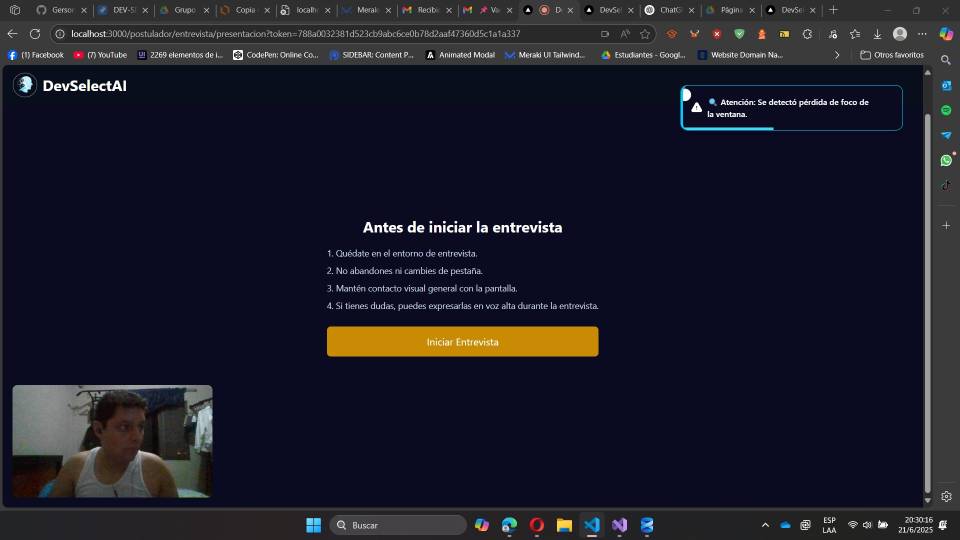 Gerson
DEV-S
Grupo
Copia
localh
Merak
Recibi
Va
D
DevSel
ChatG
Página
DevSel
localhost:3000/postulador/entrevista/presentacion?token=788a0032381d523cb9abc6ce0b78d2aaf47360d5c1a1a337
(1) Facebook
(7) YouTube
2269 elementos de i...
CodePen: Online Co...
SIDEBAR: Content P...
Animated Modal
Meraki UI Tailwind...
Estudiantes - Googl...
Website Domain Na...
Otros favoritos
DevSelectAI
Atención: Se detectó pérdida de foco de
la ventana.
Antes de iniciar la entrevista
1. Quédate en el entorno de entrevista.
2. No abandones ni cambies de pestaña.
3. Mantén contacto visual general con la pantalla.
4. Si tienes dudas, puedes expresarlas en voz alta durante la entrevista.
Iniciar Entrevista
Buscar
ESP
LAA
20:30:16
21/6/2025